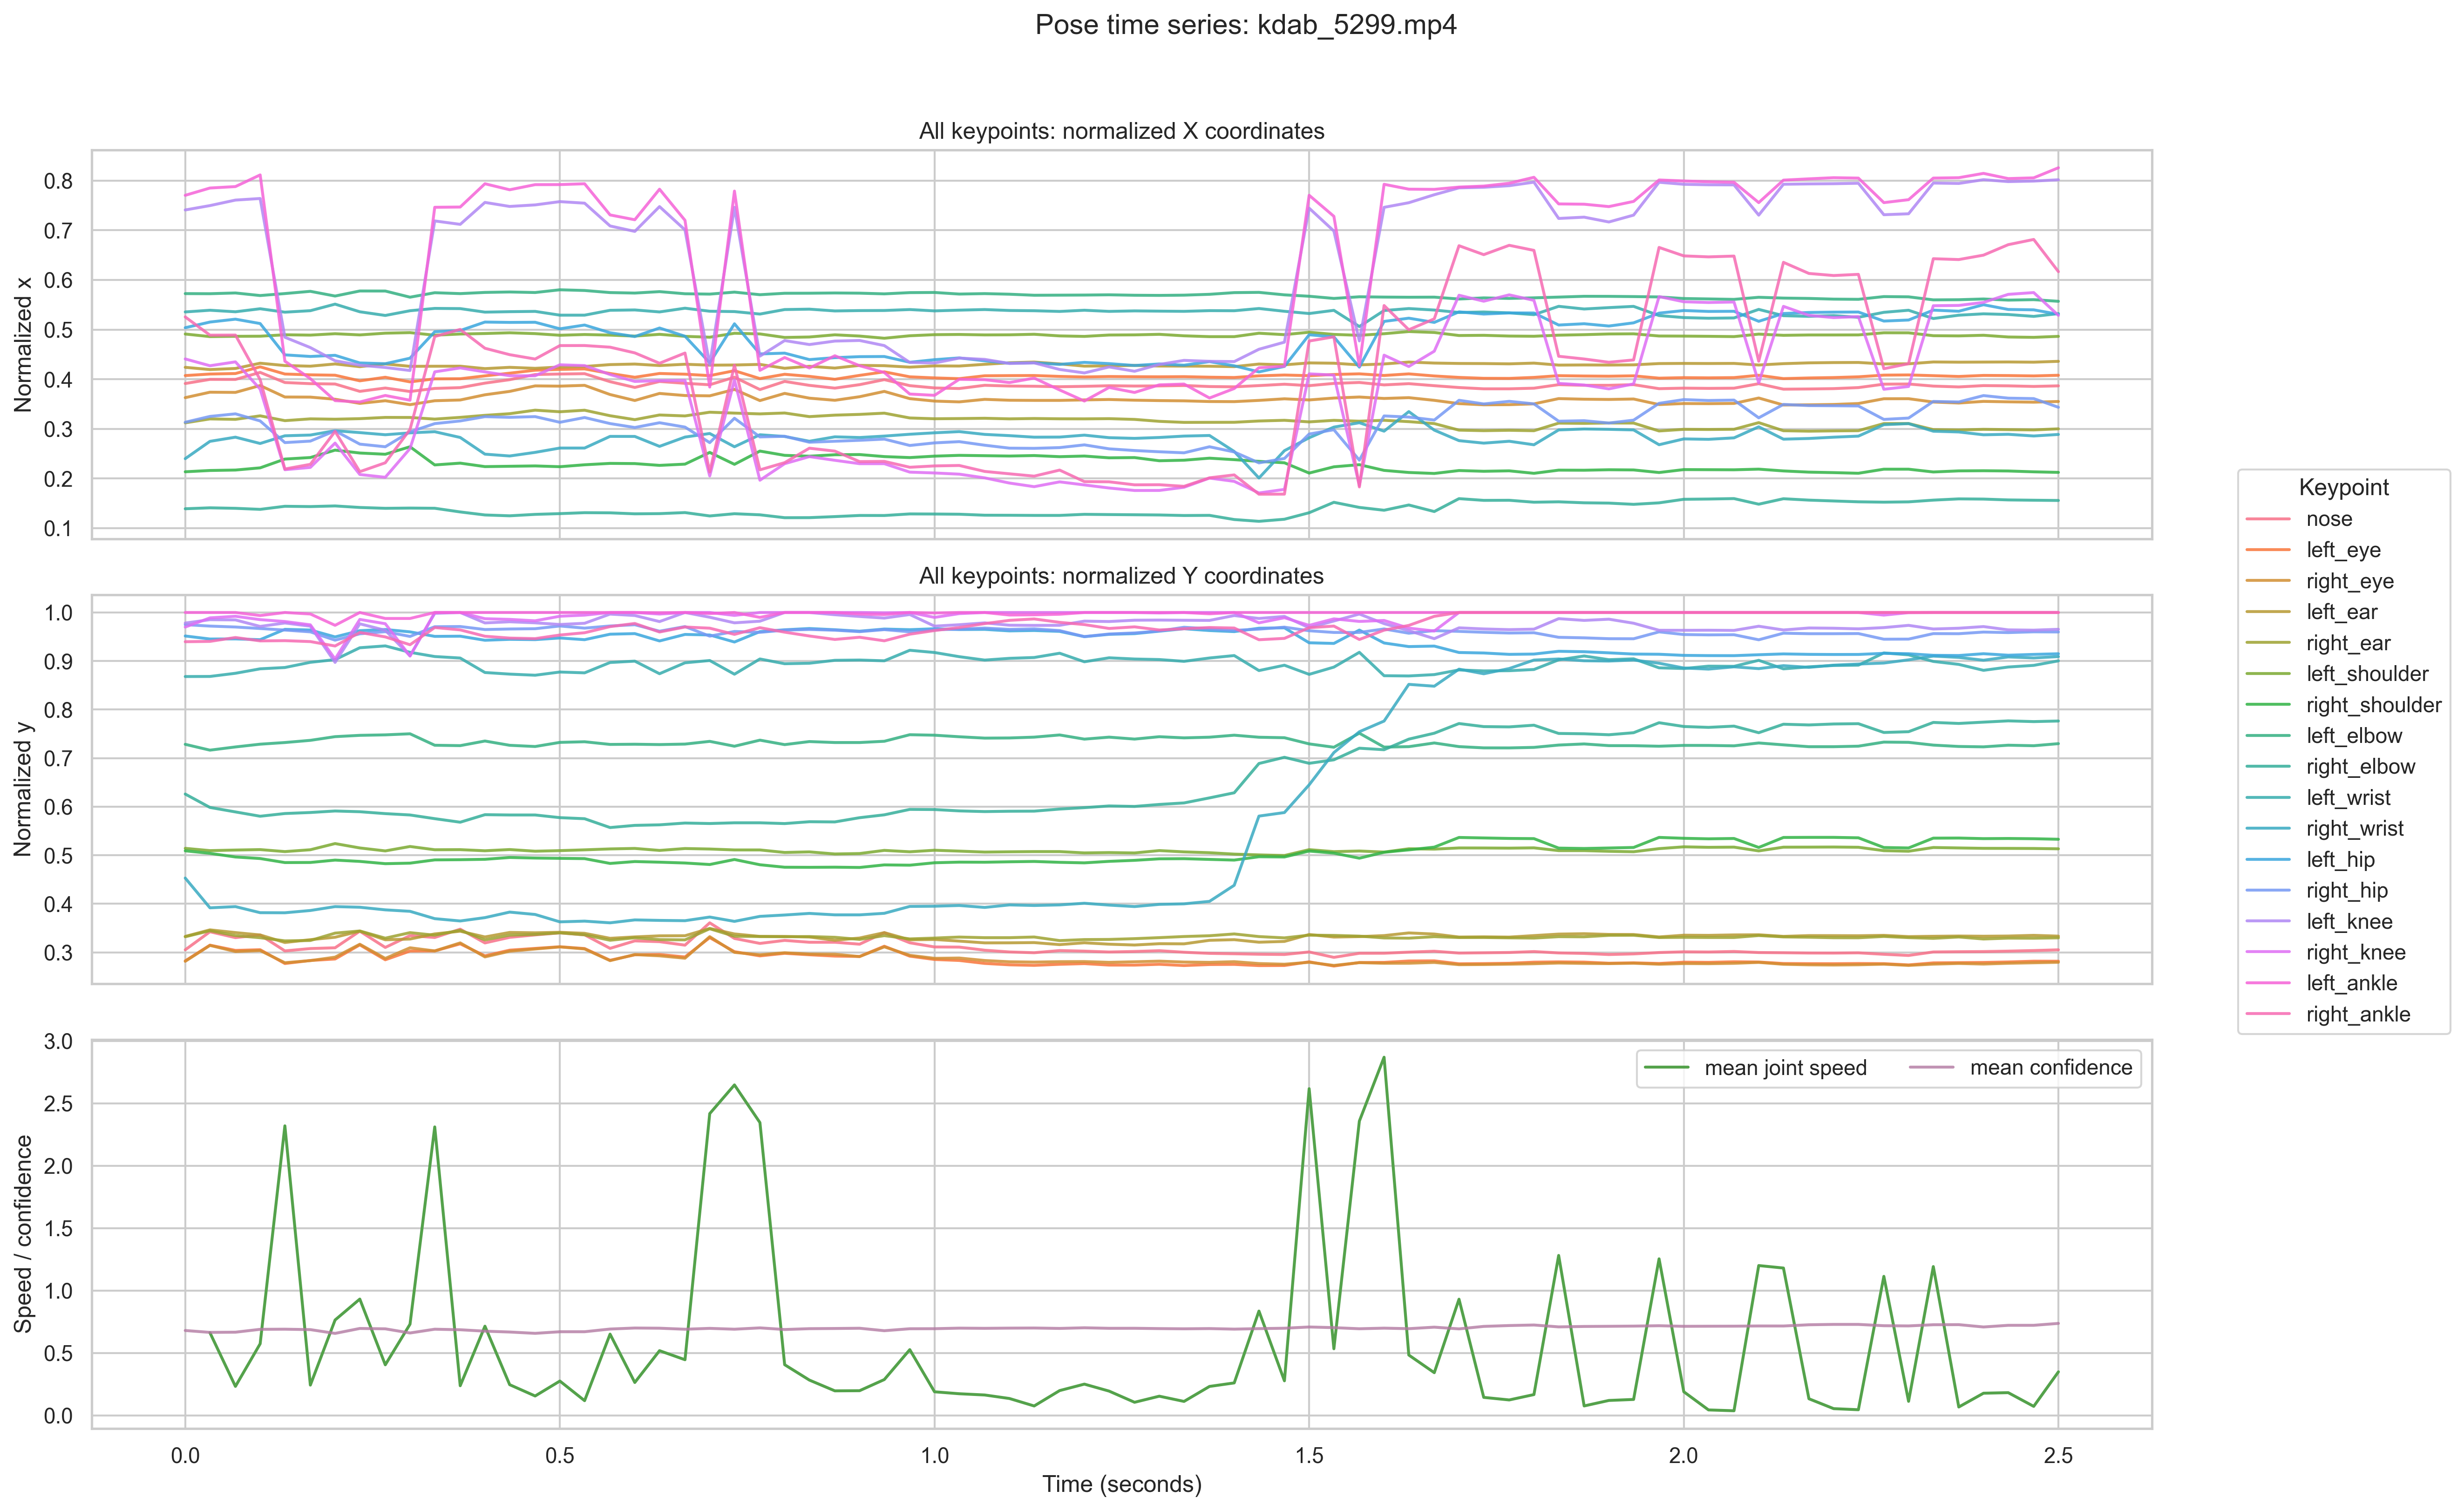 Pose time series: kdab_5299.mp4
All keypoints: normalized X coordinates
Normalized x
0.8
0.7
0.6
0.5
0.4
0.3
0.2
0.1
All keypoints: normalized Y coordinates
Normalized y
1.0
0.9
0.8
0.7
0.6
0.5
0.4
0.3
Keypoint
nose
left_eye
right_eye
left_ear
right_ear
left_shoulder
right_shoulder
left_elbow
right_elbow
left_wrist
right_wrist
left_hip
right_hip
left_knee
right_knee
left_ankle
right_ankle
Speed / confidence
3.0
2.5
2.0
1.5
1.0
0.5
0.0
mean joint speed mean confidence
0.0 0.5 1.0 1.5 2.0 2.5
Time (seconds)